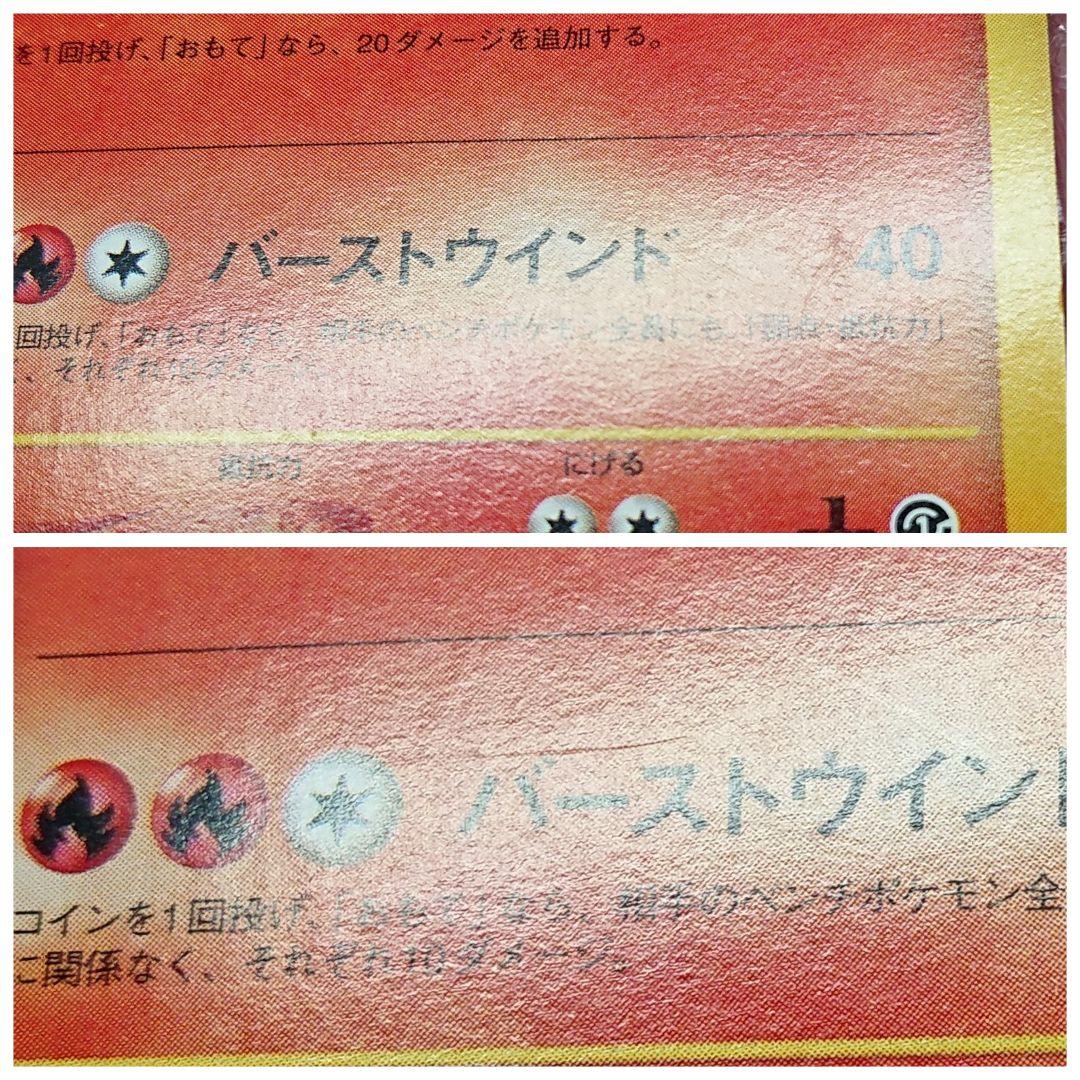 を1回投げ、「おもて」なら、20ダメージを追加する。
バーストウインド 40
回投げ、「おもて」なら、相手のベンチポケモン全員にも、「弱点・抵抗力」
、それぞれ10ダメージ。
抵抗力 にげる
バーストウインド
コインを1回投げ、「おもて」なら、相手のベンチポケモン全
に関係なく、それぞれ10ダメージ。